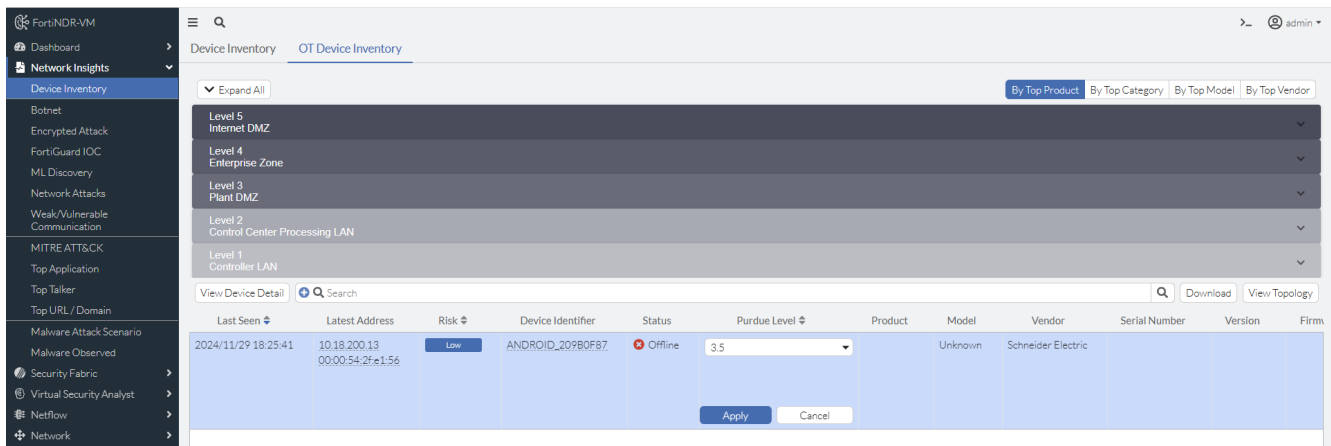 FortiNDR-VM
admin
Dashboard
Network Insights
Device Inventory
Botnet
Encrypted Attack
FortiGuard IOC
ML Discovery
Network Attacks
Weak/Vulnerable
Communication
MITRE ATT&CK
Top Application
Top Talker
Top URL / Domain
Malware Attack Scenario
Malware Observed
Security Fabric
Virtual Security Analyst
Netflow
Network
Device Inventory OT Device Inventory
Expand All By Top Product By Top Category By Top Model By Top Vendor
Level 5
Internet DMZ
Level 4
Enterprise Zone
Level 3
Plant DMZ
Level 2
Control Center Processing LAN
Level 1
Controller LAN
View Device Detail Search Download View Topology
Last Seen Latest Address Risk Device Identifier Status Purdue Level Product Model Vendor Serial Number Version Firmv
2024/11/29 18:25:41 10.18.200.13 Low ANDROID_209B0F87 Offline 3.5 Unknown Schneider Electric
00:00:54:2f:e1:56
Apply Cancel